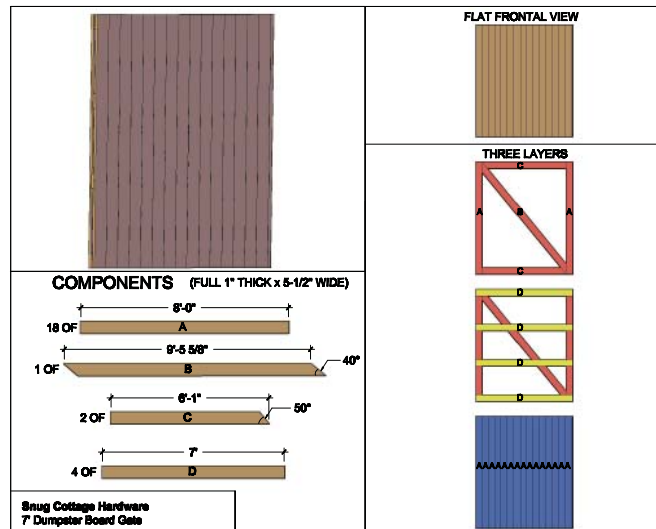 FLAT FRONTAL VIEW
THREE LAYERS
C
A
B
A
C
D
D
D
D
AAAAAAAAAAAAAAAA
COMPONENTS (FULL 1" THICK x 5-1/2" WIDE)
8'-0"
18 OF
A
9'-5 5/8"
1 OF
B
40°
6'-1"
2 OF
C
50°
7'
4 OF
D
Snug Cottage Hardware
7' Dumpster Board Gate